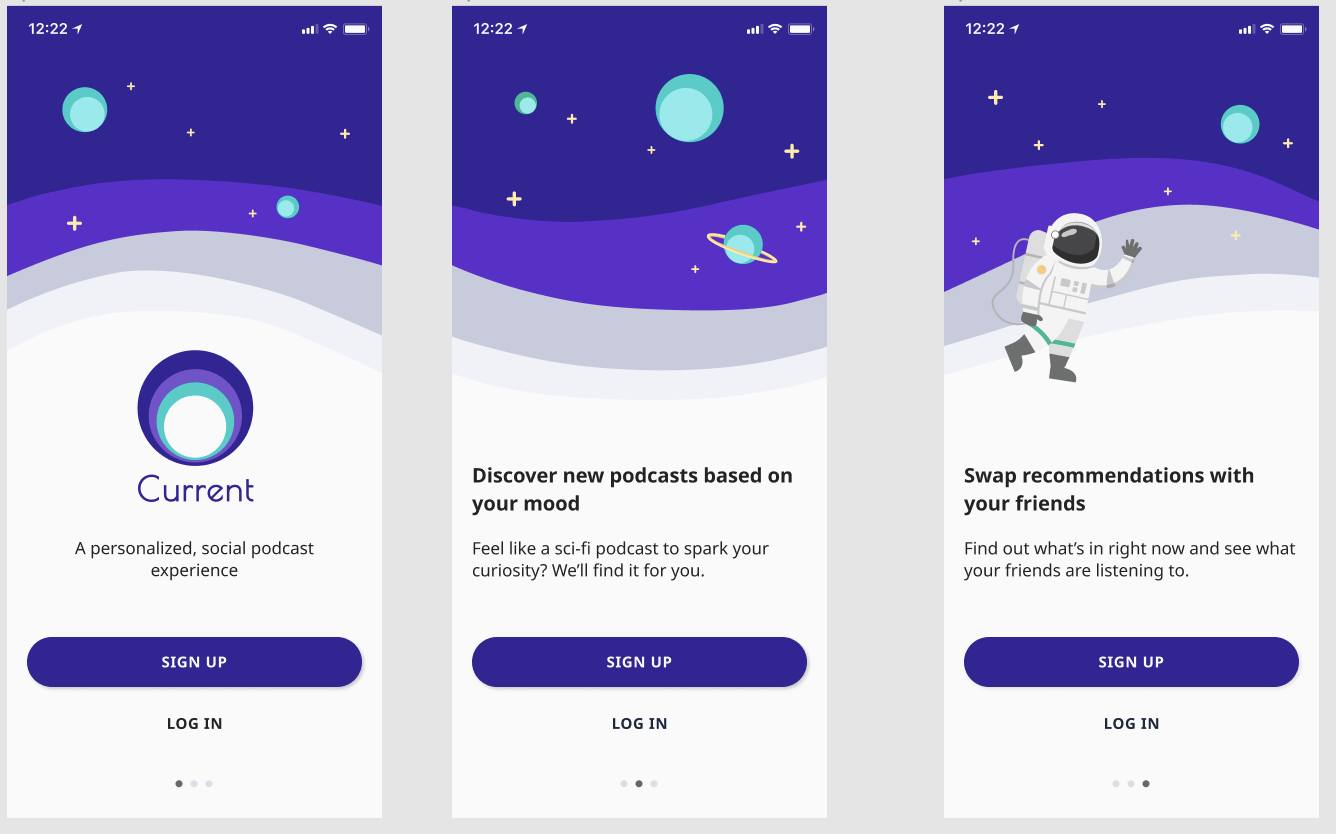 12:22
Current
A personalized, social podcast
experience
SIGN UP
LOG IN
12:22
Discover new podcasts based on
your mood
Feel like a sci-fi podcast to spark your
curiosity? We’ll find it for you.
SIGN UP
LOG IN
12:22
Swap recommendations with
your friends
Find out what’s in right now and see what
your friends are listening to.
SIGN UP
LOG IN